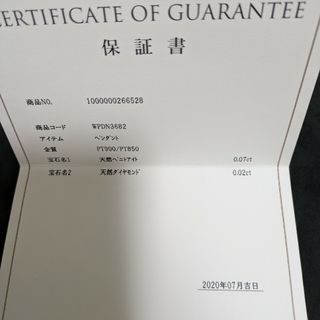 CERTIFICATE OF GUARANTEE
保証書
商品NO. 1000000266528
商品コード WPDN3682
アイテム ペンダント
金質 PT900/PT850
宝石名1 天然ベニトアイト 0.07ct
宝石名2 天然ダイヤモンド 0.02ct
2020年07月吉日